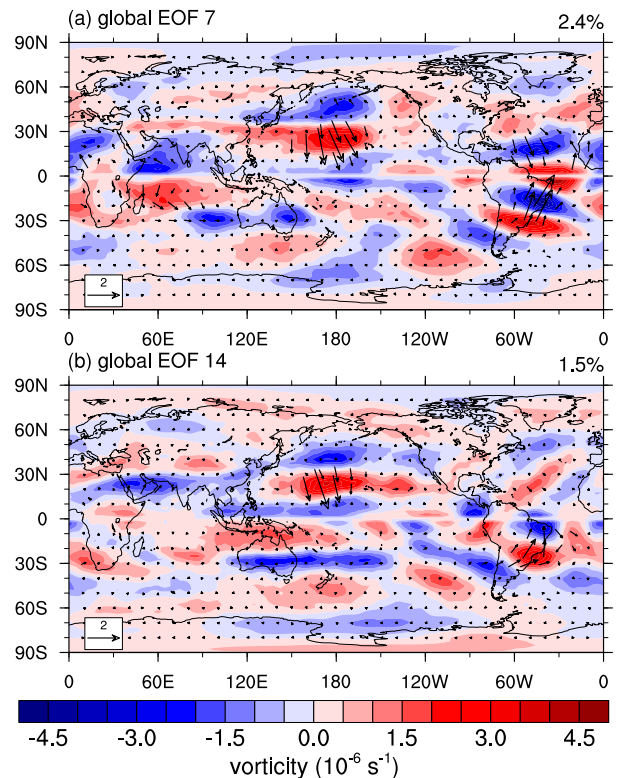 (a) global EOF 7 2.4%
90N
60N
30N
0
30S
60S
90S
2
0 60E 120E 180 120W 60W 0
(b) global EOF 14 1.5%
90N
60N
30N
0
30S
60S
90S
2
0 60E 120E 180 120W 60W 0
-4.5 -3.0 -1.5 0.0 1.5 3.0 4.5
vorticity (10⁻⁶ s⁻¹)